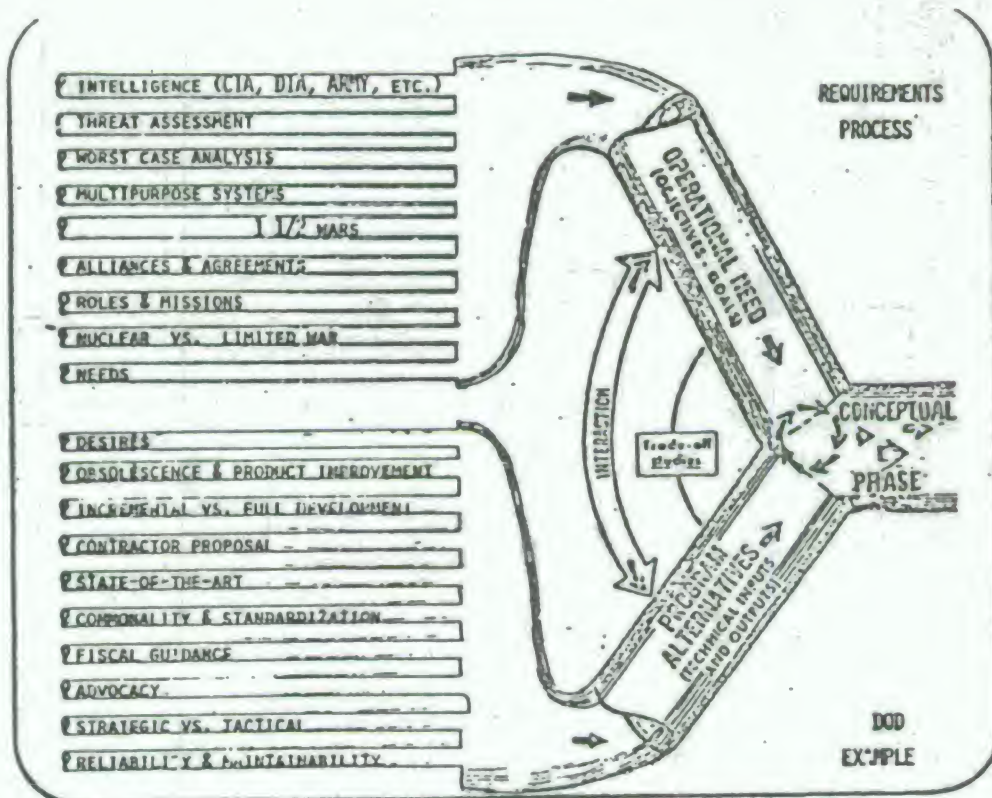 INTELLIGENCE (CIA, DIA, ARMY, ETC.)
THREAT ASSESSMENT
WORST CASE ANALYSIS
MULTIPURPOSE SYSTEMS
1 1/2 WARS
ALLIANCES & AGREEMENTS
ROLES & MISSIONS
NUCLEAR VS. LIMITED WAR
NEEDS
DESIRES
OBSOLESCENCE & PRODUCT IMPROVEMENT
INCREMENTAL VS. FULL DEVELOPMENT
CONTRACTOR PROPOSAL
STATE-OF-THE-ART
COMMONALITY & STANDARDIZATION
FISCAL GUIDANCE
ADVOCACY
STRATEGIC VS. TACTICAL
RELIABILITY & MAINTAINABILITY
REQUIREMENTS
PROCESS
OPERATIONAL NEED
(OBJECTIVES, GOALS)
INTERACTION
Trade-off
Studies
PROGRAM
ALTERNATIVES
(TECHNICAL INPUTS
AND OUTPUTS)
CONCEPTUAL
PHASE
DOD
EXAMPLE